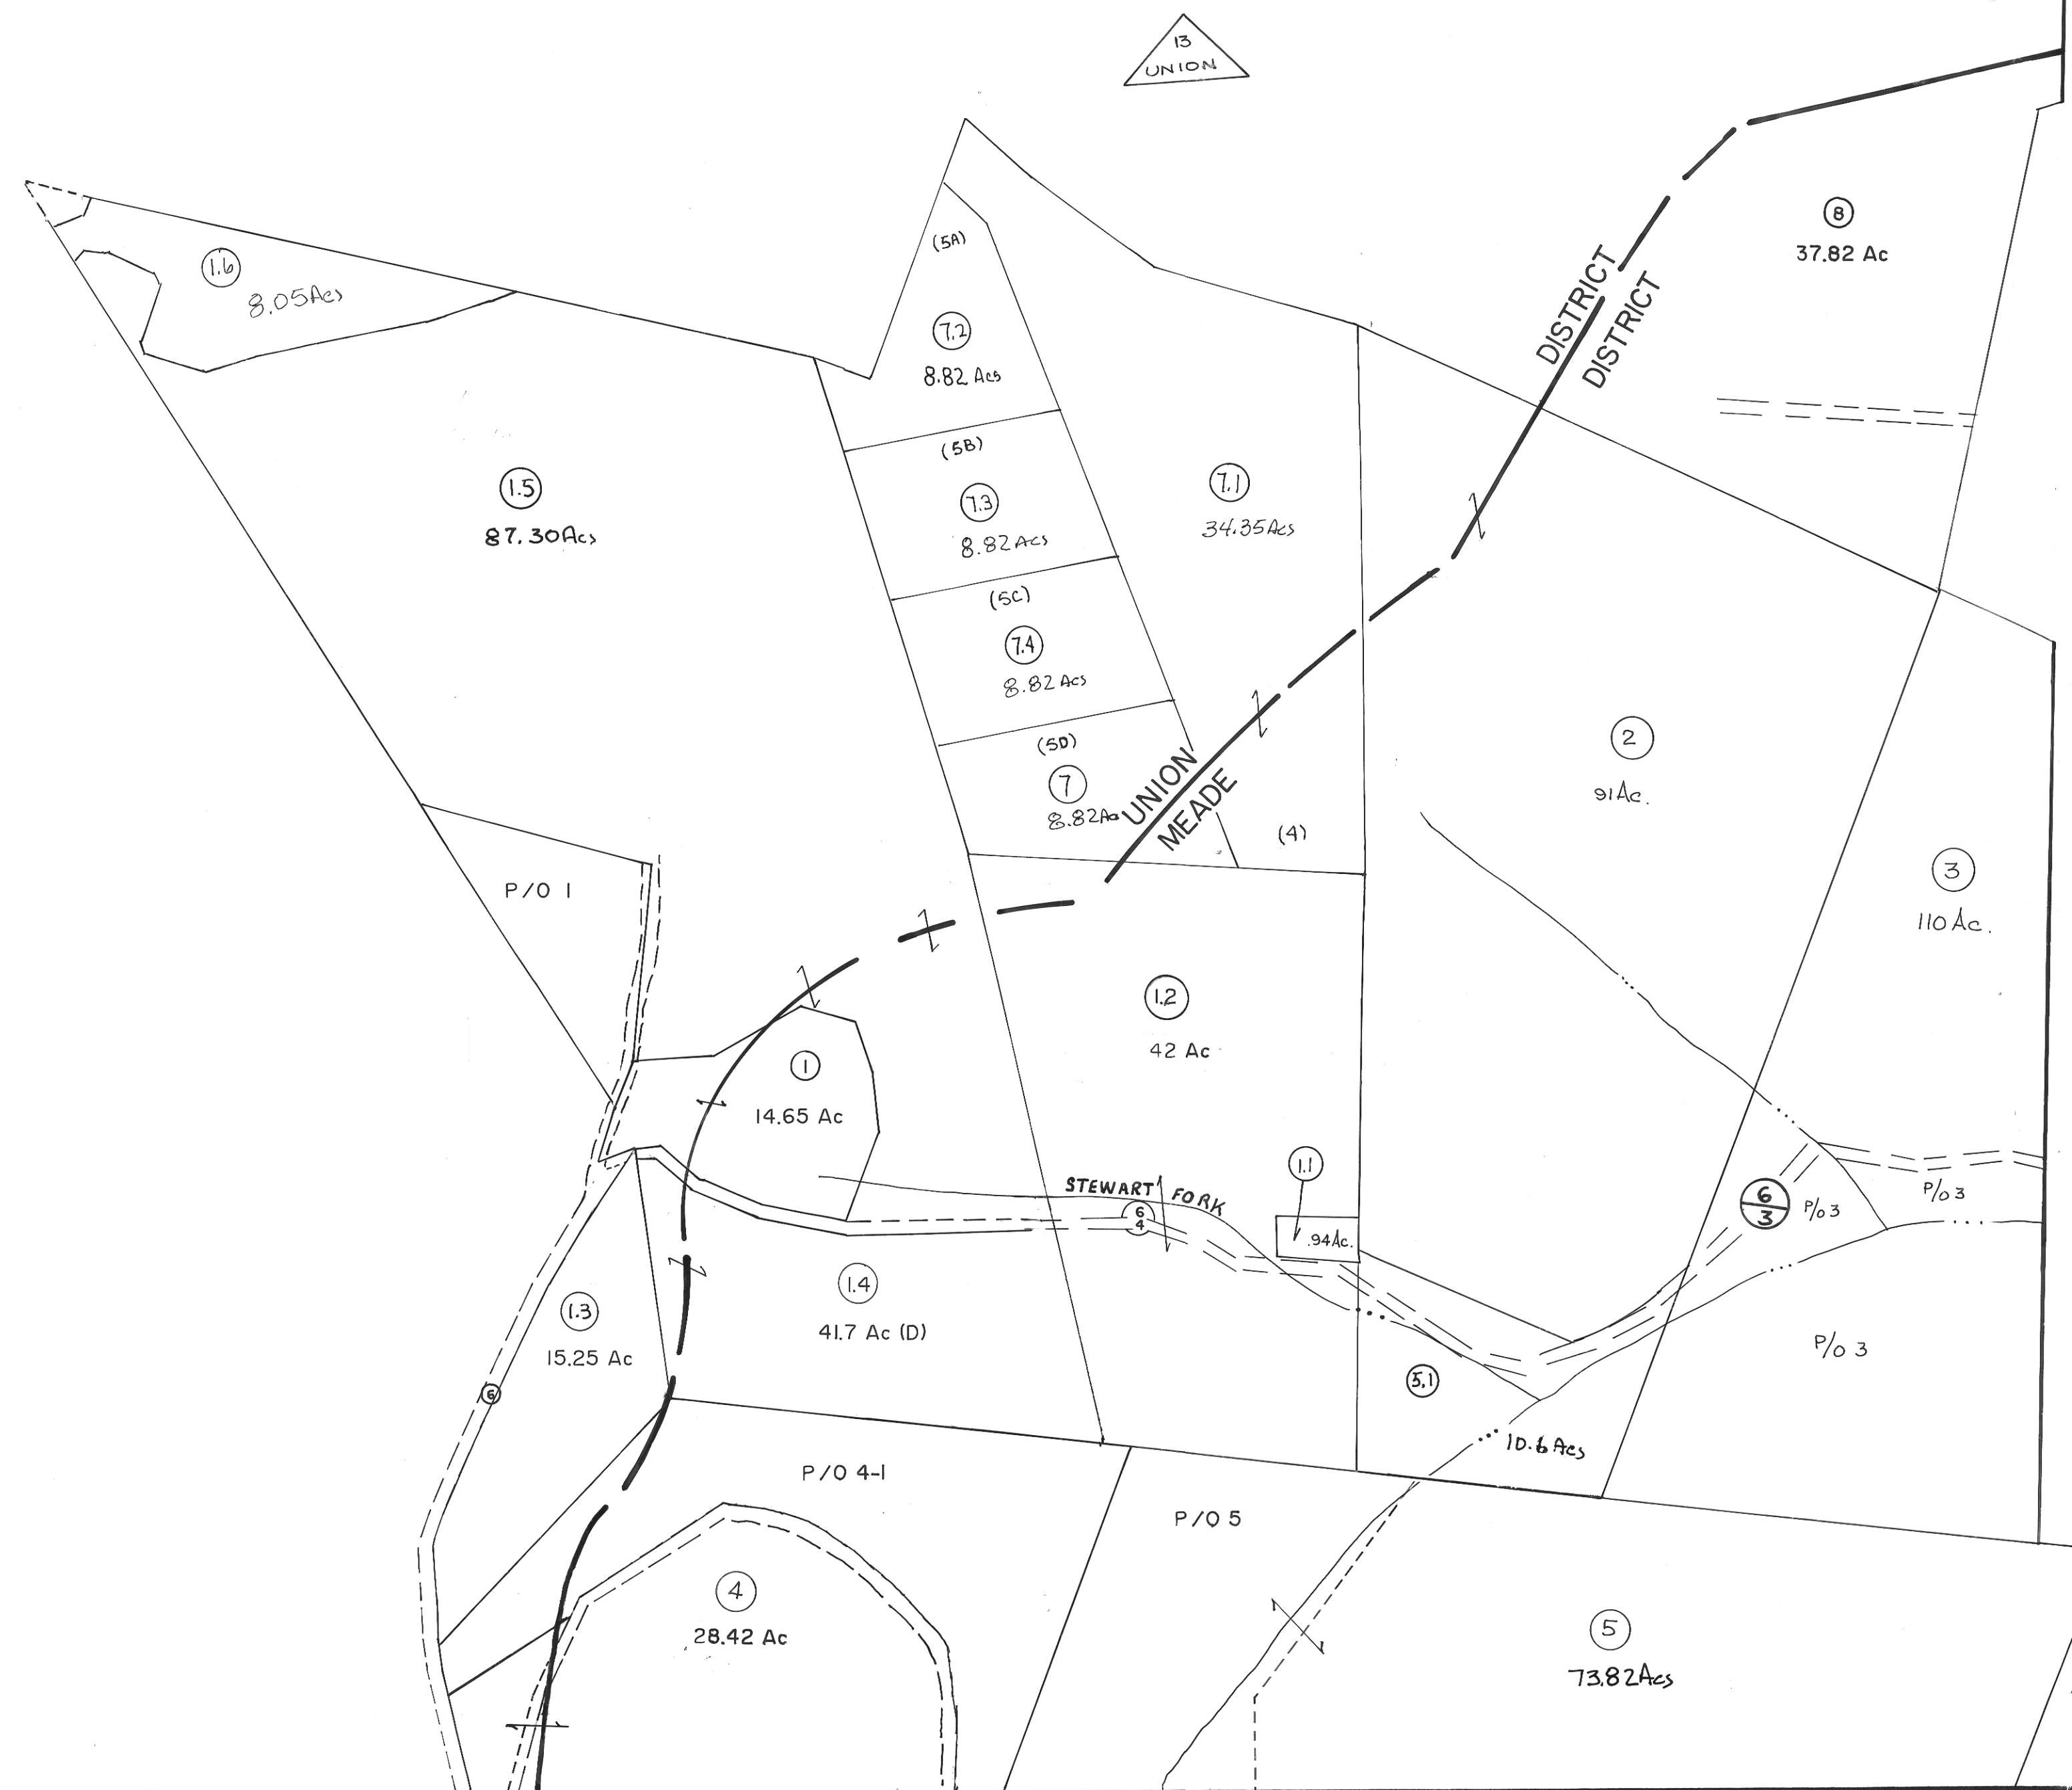 13
UNION
8
37.82 Ac
DISTRICT
DISTRICT
1.6
8.05Acs
(5A)
7.2
8.82 Acs
(5B)
7.3
8.82 Acs
(5C)
7.4
8.82 Acs
(5D)
7
8.82Ac
7.1
34.35Acs
1.5
87.30Acs
UNION
MEADE
(4)
2
91Ac.
3
110 Ac.
P/O 1
1.2
42 Ac
1
14.65 Ac
1.1
.94Ac.
STEWART FORK
6
4
6
3
P/O 3
P/O 3
P/O 3
1.4
41.7 Ac (D)
1.3
15.25 Ac
6
5.1
10.6 Acs
P/O 4-1
P/O 5
4
28.42 Ac
5
73.82Acs